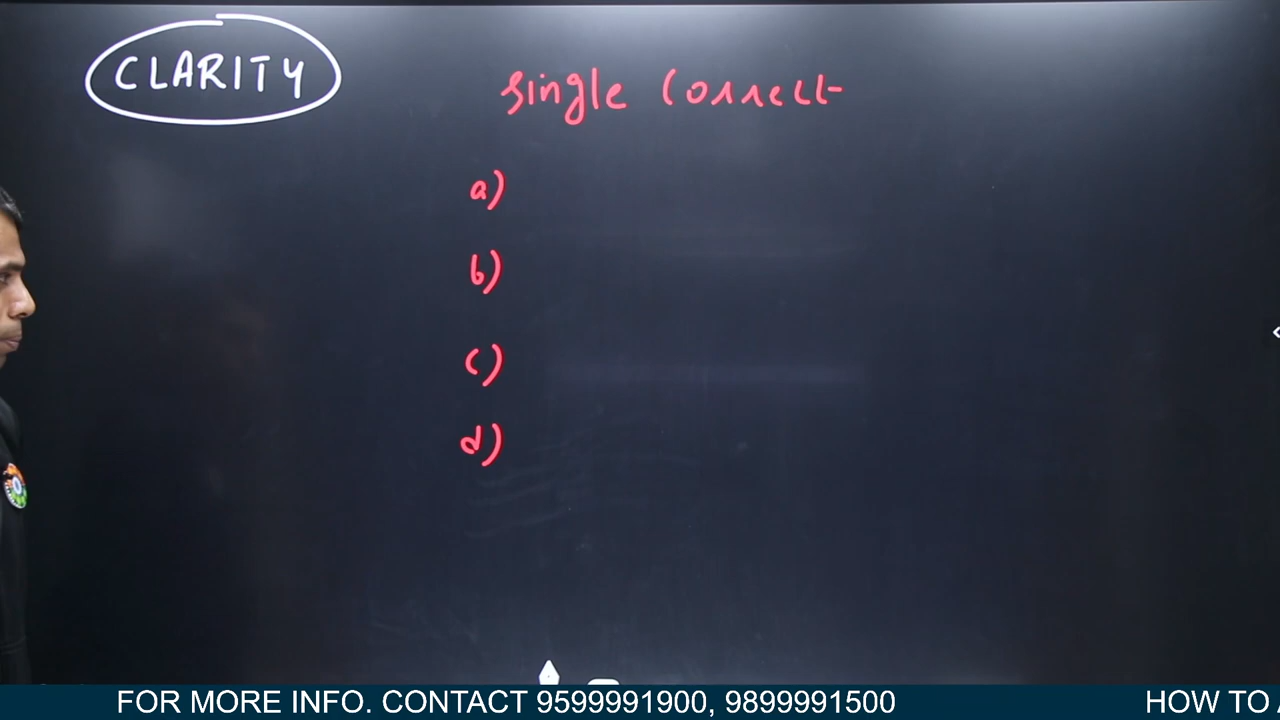 CLARITY
Single Correct
a)
b)
c)
d)
FOR MORE INFO. CONTACT 9599991900, 9899991500
HOW TO